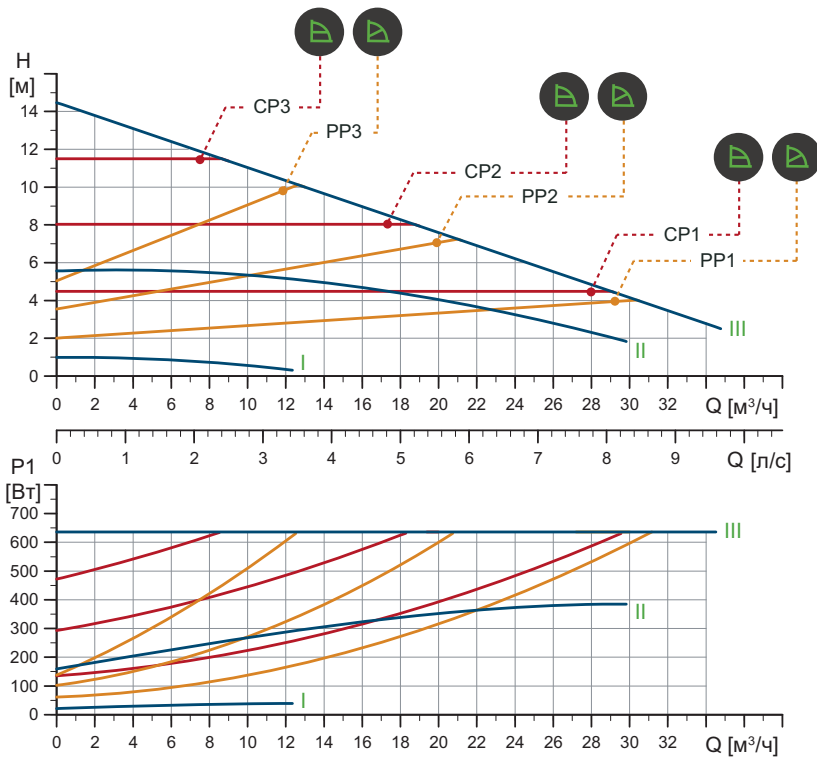 H
[м]
CP3
PP3
CP2
PP2
CP1
PP1
14
12
10
8
6
4
2
0
III
II
I
0 2 4 6 8 10 12 14 16 18 20 22 24 26 28 30 32 Q [м³/ч]
0 1 2 3 4 5 6 7 8 9 Q [л/с]
P1
[Вт]
700
600
500
400
300
200
100
0
III
II
I
0 2 4 6 8 10 12 14 16 18 20 22 24 26 28 30 32 Q [м³/ч]